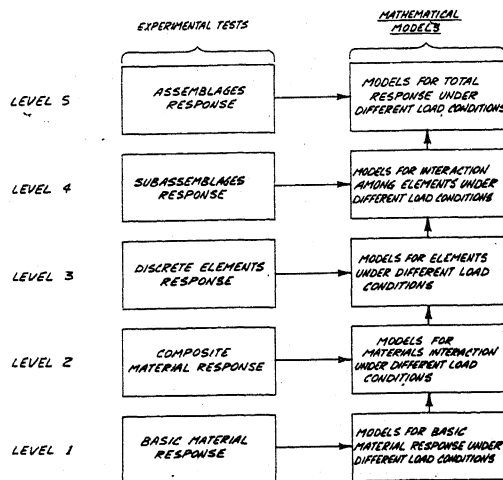 EXPERIMENTAL TESTS
MATHEMATICAL
MODELS
LEVEL 5
ASSEMBLAGES
RESPONSE
MODELS FOR TOTAL
RESPONSE UNDER
DIFFERENT LOAD CONDITIONS
LEVEL 4
SUBASSEMBLAGES
RESPONSE
MODELS FOR INTERACTION
AMONG ELEMENTS UNDER
DIFFERENT LOAD CONDITIONS
LEVEL 3
DISCRETE ELEMENTS
RESPONSE
MODELS FOR ELEMENTS
UNDER DIFFERENT LOAD
CONDITIONS
LEVEL 2
COMPOSITE
MATERIAL RESPONSE
MODELS FOR
MATERIALS INTERACTION
UNDER DIFFERENT LOAD
CONDITIONS
LEVEL 1
BASIC MATERIAL
RESPONSE
MODELS FOR BASIC
MATERIAL RESPONSE UNDER
DIFFERENT LOAD CONDITIONS